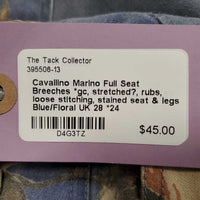 The Tack Collector
395506-13
Cavallino Marino Full Seat
Breeches *gc, stretched?, rubs,
loose stitching, stained seat & legs
Blue/Floral UK 28 *24
D4G3TZ
$45.00